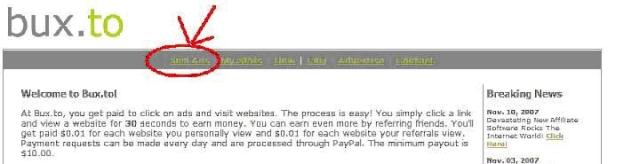 bux.to
Surf Ads
Advertise
Welcome to Bux.to!
At Bux.to, you get paid to click on ads and visit websites. The process is easy! You simply click a link
and view a website for 30 seconds to earn money. You can earn even more by referring friends. You'll
get paid $0.01 for each website you personally view and $0.01 for each website your referrals view.
Payment requests can be made every day and are processed through PayPal. The minimum payout is
$10.00.
Breaking News
Nov. 10, 2007
Devastating New Affiliate
Software Rocks The
Internet World! Click
Here!
Nov. 03, 2007